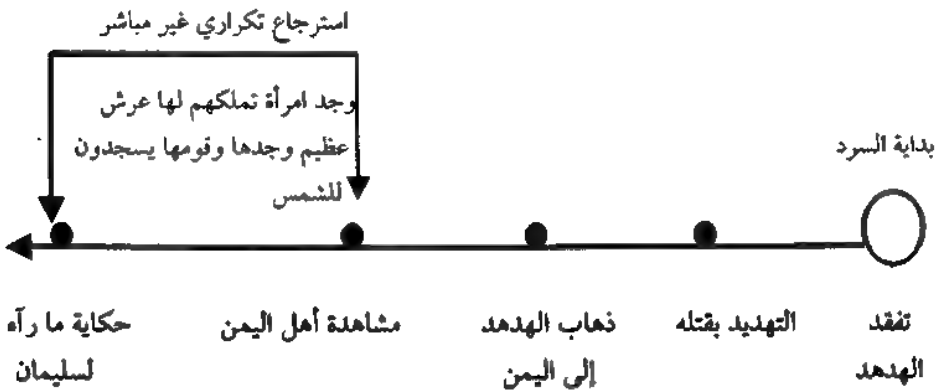 استرجاع تكراري غير مباشر
وجد امرأة تملكهم لها عرش
عظيم وجدها وقومها يسجدون
للشمس
بداية السرد
تفقد
الهدهد
التهديد بقتله
ذهاب الهدهد
إلى اليمن
مشاهدة أهل اليمن
حكاية ما رآه
لسليمان